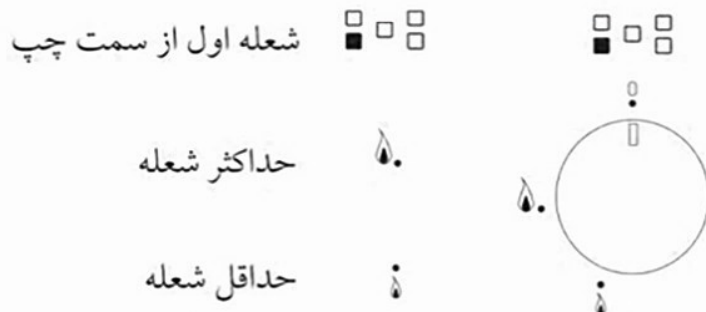 شعله اول از سمت چپ
حداکثر شعله
حداقل شعله